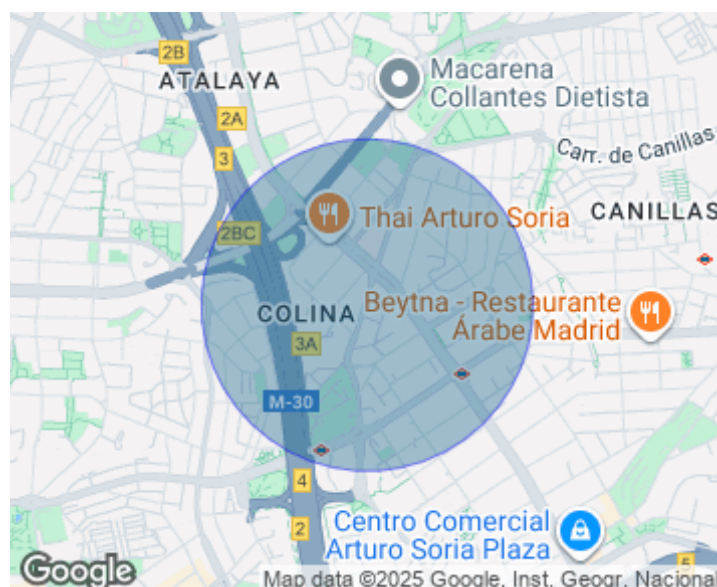 2B
ATALAYA
Macarena
Collantes Dietista
2A
Carr. de Canillas
3
Thai Arturo Soria
CANILLAS
2BC
Beytna - Restaurante
Árabe Madrid
COLINA
3A
M-30
4
2
Centro Comercial
Arturo Soria Plaza
5
Google
Map data ©2025 Google, Inst. Geogr. Nacional